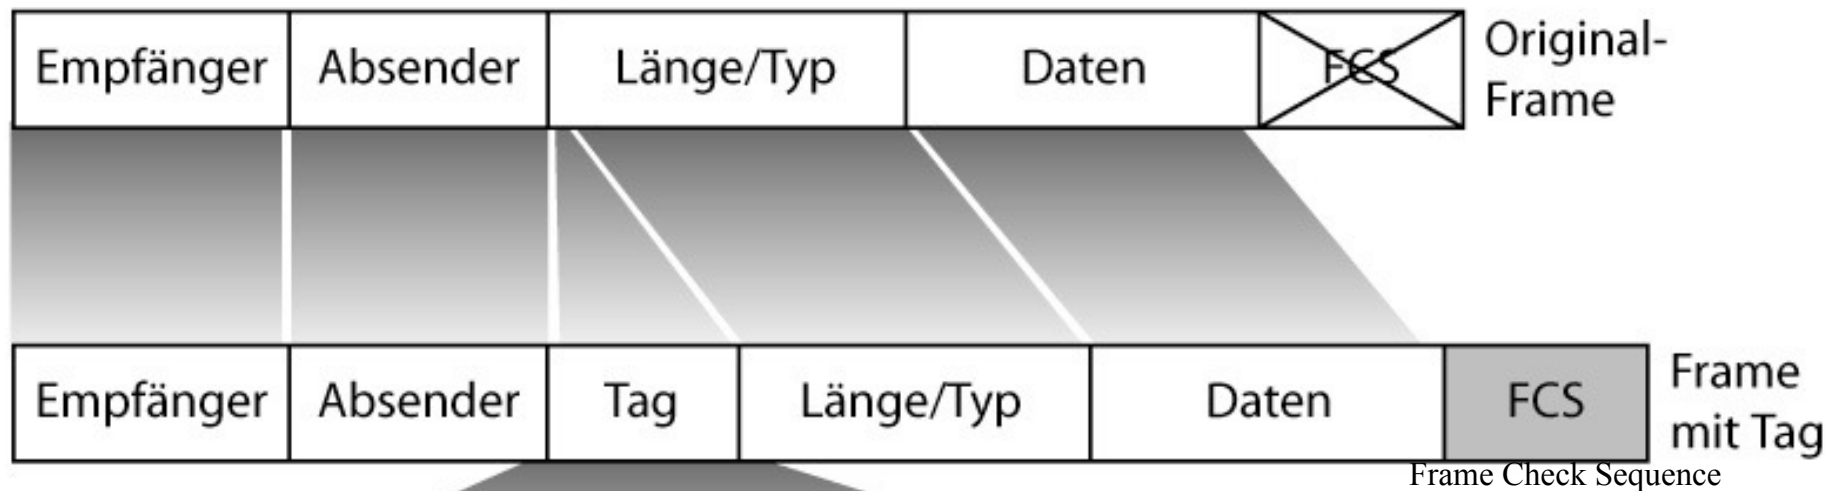 Empfänger Absender Länge/Typ Daten FCS Original-
Frame
Empfänger Absender Tag Länge/Typ Daten FCS Frame
mit Tag
Frame Check Sequence